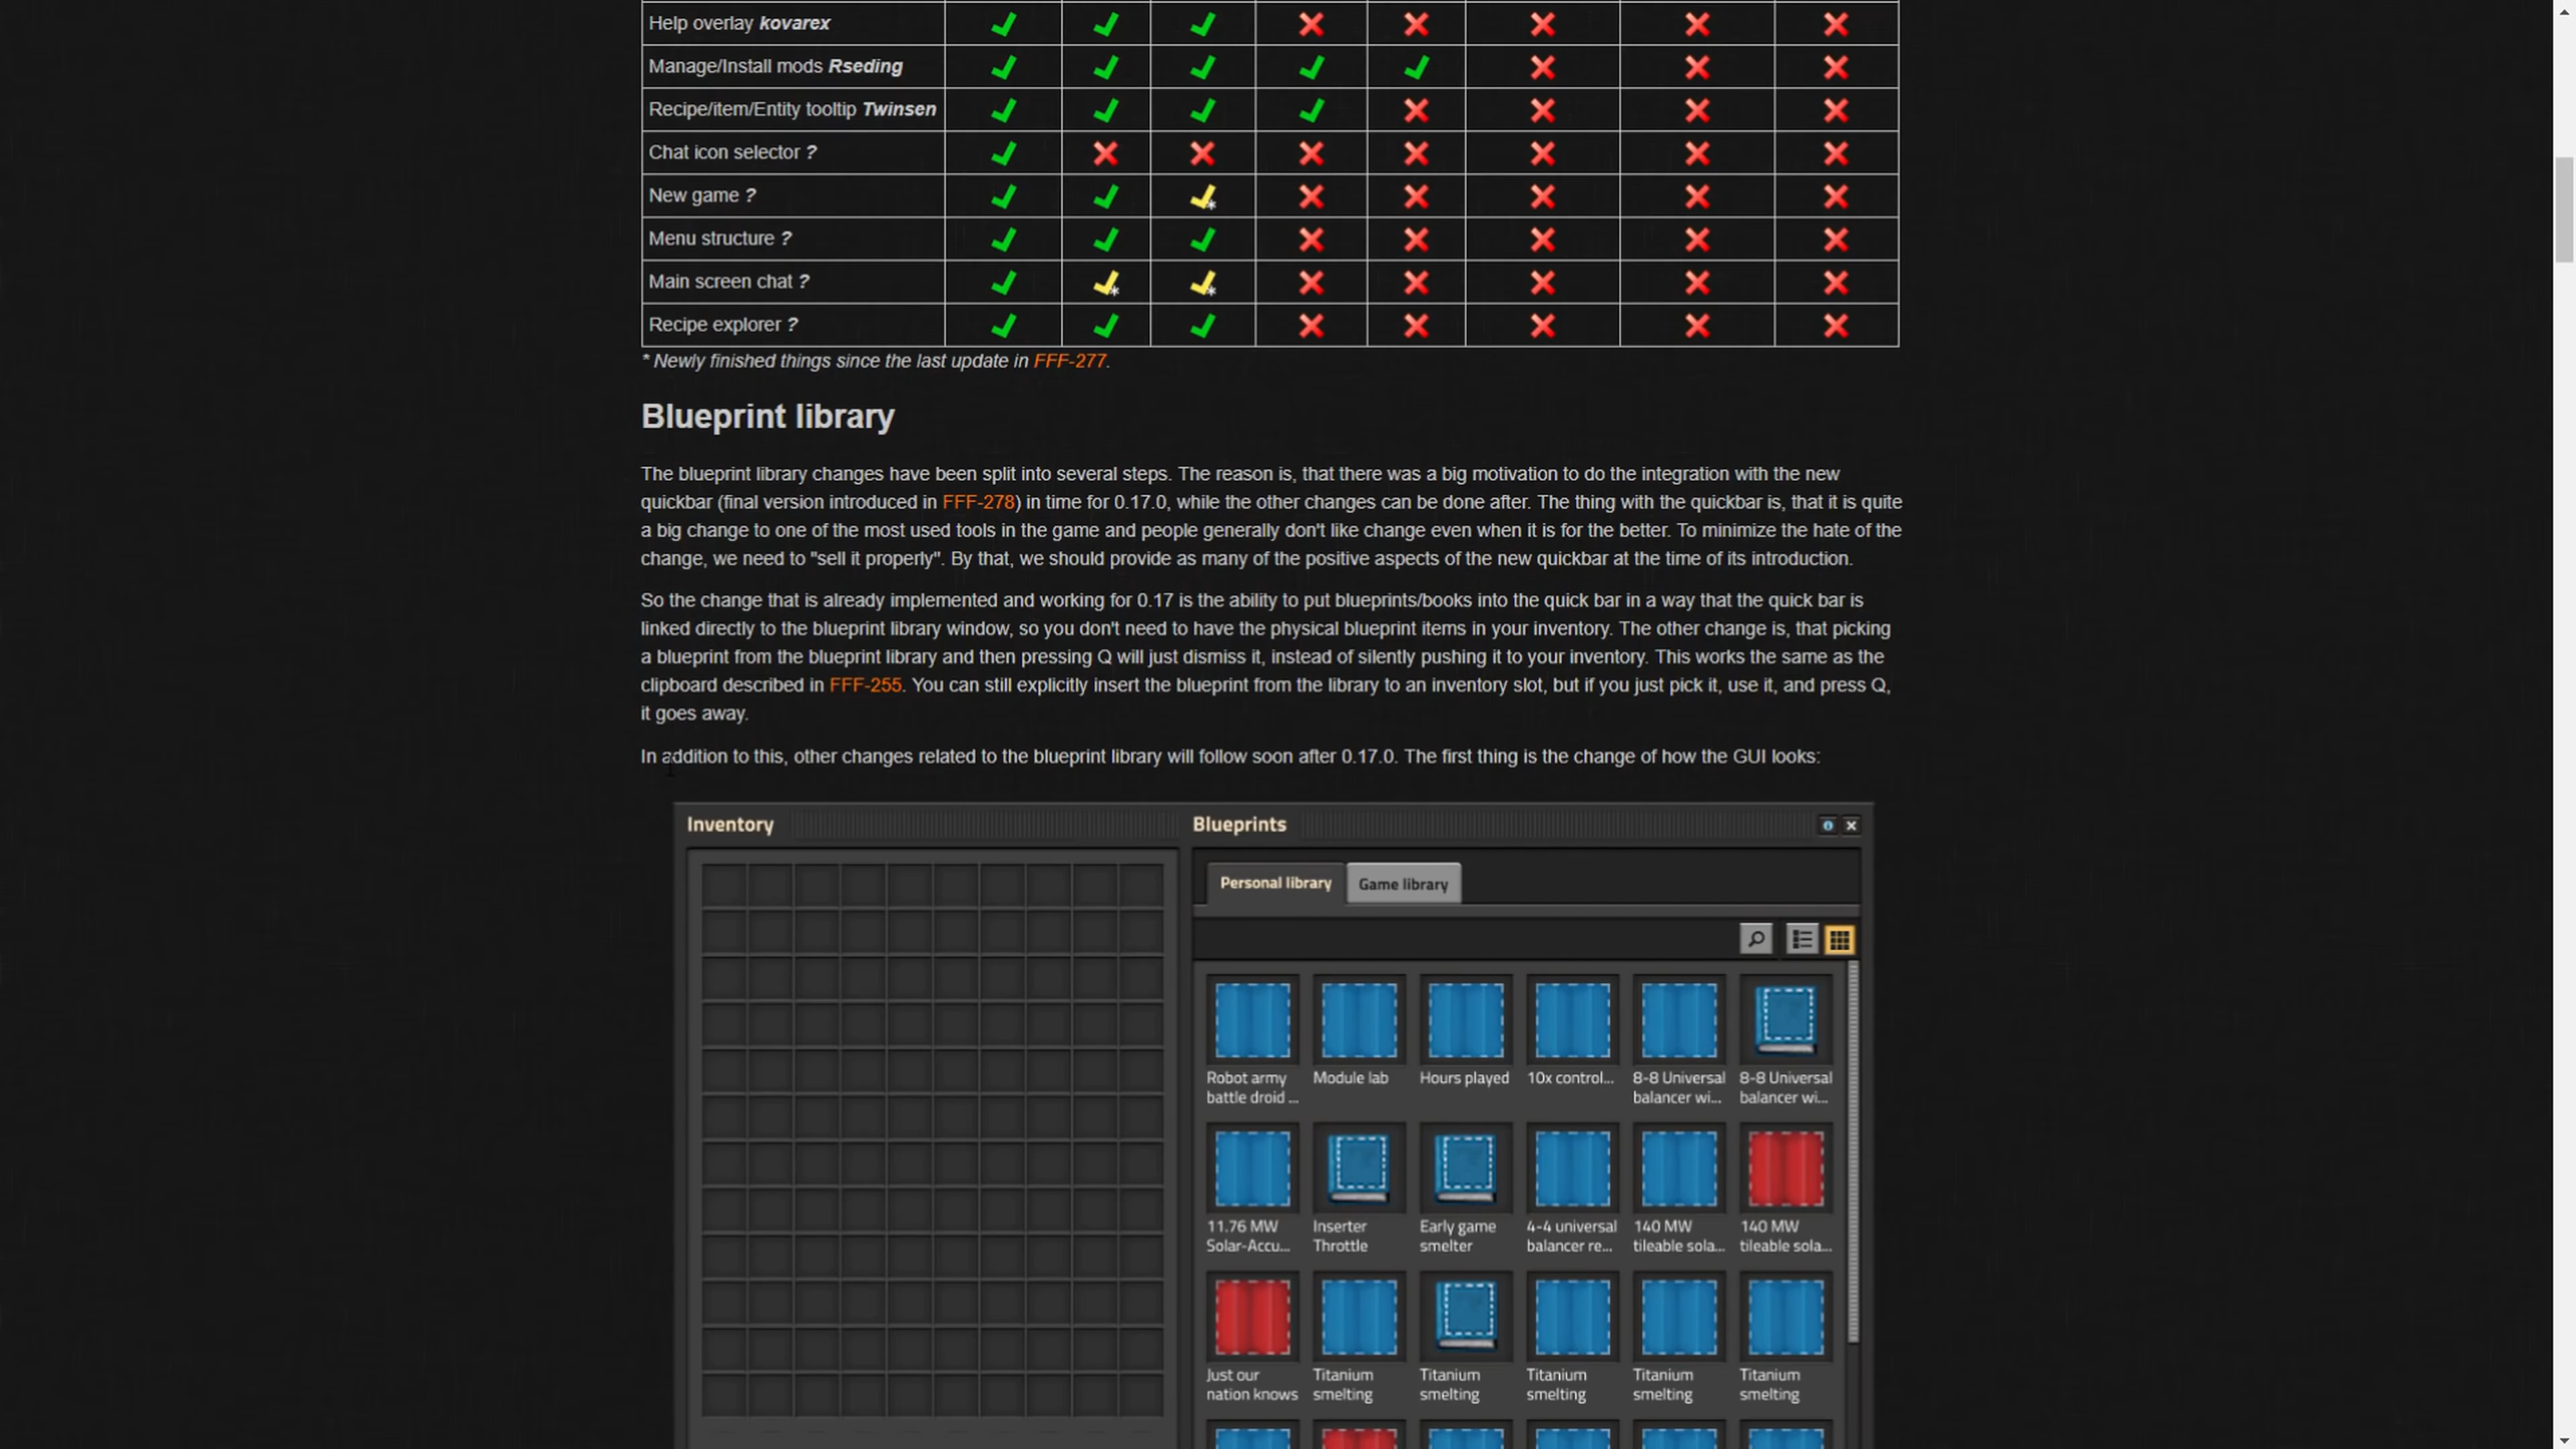 Help overlay kovarex
Manage/Install mods Rseding
Recipe/item/Entity tooltip Twinsen
Chat icon selector ?
New game ?
*
Menu structure ?
Main screen chat ?
* *
Recipe explorer ?
* Newly finished things since the last update in FFF-277.
Blueprint library
The blueprint library changes have been split into several steps. The reason is, that there was a big motivation to do the integration with the new
quickbar (final version introduced in FFF-278) in time for 0.17.0, while the other changes can be done after. The thing with the quickbar is, that it is quite
a big change to one of the most used tools in the game and people generally don't like change even when it is for the better. To minimize the hate of the
change, we need to "sell it properly". By that, we should provide as many of the positive aspects of the new quickbar at the time of its introduction.
So the change that is already implemented and working for 0.17 is the ability to put blueprints/books into the quick bar in a way that the quick bar is
linked directly to the blueprint library window, so you don't need to have the physical blueprint items in your inventory. The other change is, that picking
a blueprint from the blueprint library and then pressing Q will just dismiss it, instead of silently pushing it to your inventory. This works the same as the
clipboard described in FFF-255. You can still explicitly insert the blueprint from the library to an inventory slot, but if you just pick it, use it, and press Q,
it goes away.
In addition to this, other changes related to the blueprint library will follow soon after 0.17.0. The first thing is the change of how the GUI looks:
Inventory
Blueprints
Personal library Game library
Robot army Module lab Hours played 10x control... 8-8 Universal 8-8 Universal
battle droid ... balancer wi... balancer wi...
11.76 MW Inserter Early game 4-4 universal 140 MW 140 MW
Solar-Accu... Throttle smelter balancer re... tileable sola... tileable sola...
Just our Titanium Titanium Titanium Titanium Titanium
nation knows smelting smelting smelting smelting smelting